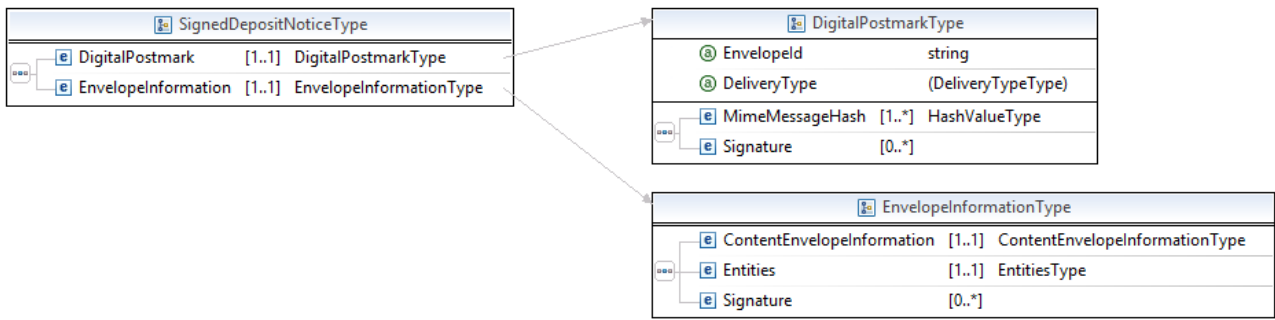 SignedDepositNoticeType
e DigitalPostmark [1..1] DigitalPostmarkType
e EnvelopeInformation [1..1] EnvelopeInformationType
DigitalPostmarkType
a EnvelopeId string
a DeliveryType (DeliveryTypeType)
e MimeMessageHash [1..*] HashValueType
e Signature [0..*]
EnvelopeInformationType
e ContentEnvelopeInformation [1..1] ContentEnvelopeInformationType
e Entities [1..1] EntitiesType
e Signature [0..*]